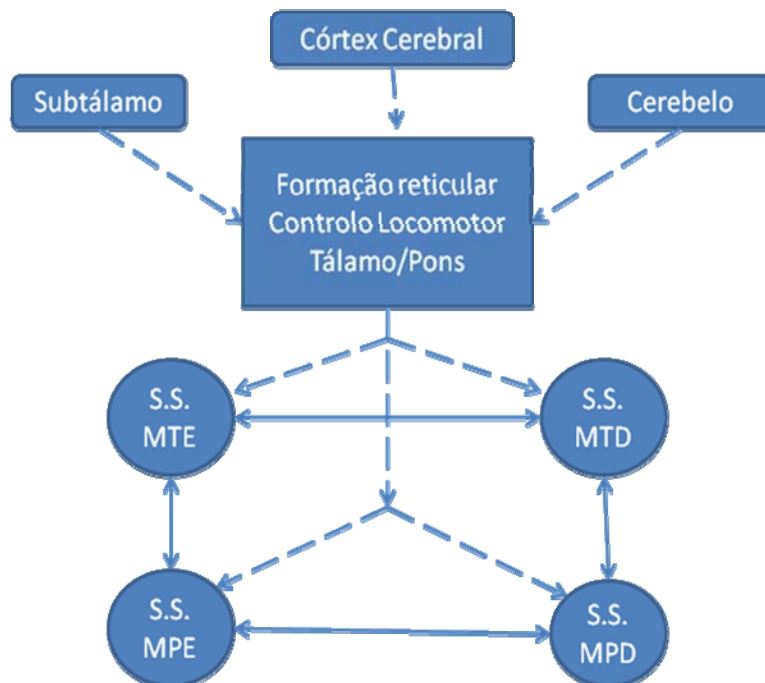 Córtex Cerebral
Subtálamo
Cerebelo
Formação reticular
Controlo Locomotor
Tálamo/Pons
S.S.
MTE
S.S.
MTD
S.S.
MPE
S.S.
MPD